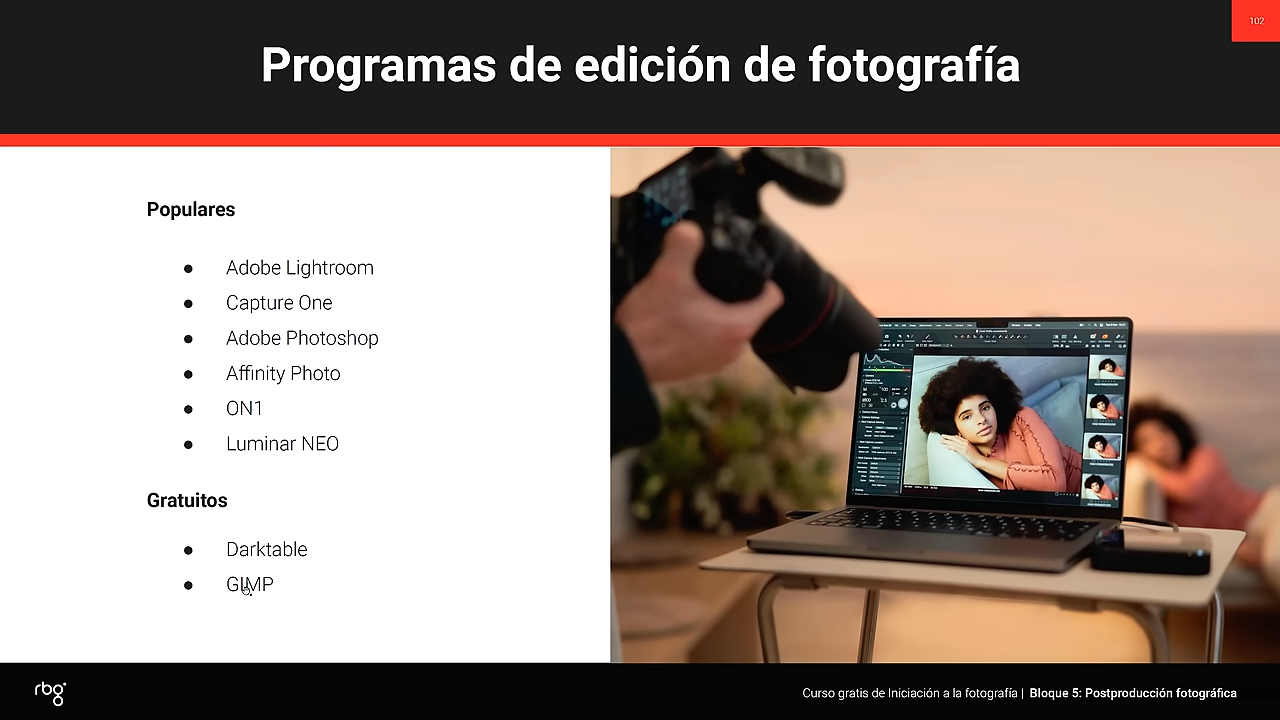 102
Programas de edición de fotografía
Populares
● Adobe Lightroom
● Capture One
● Adobe Photoshop
● Affinity Photo
● ON1
● Luminar NEO
Gratuitos
● Darktable
● GIMP
rbg
Curso gratis de Iniciación a la fotografía | Bloque 5: Postproducción fotográfica